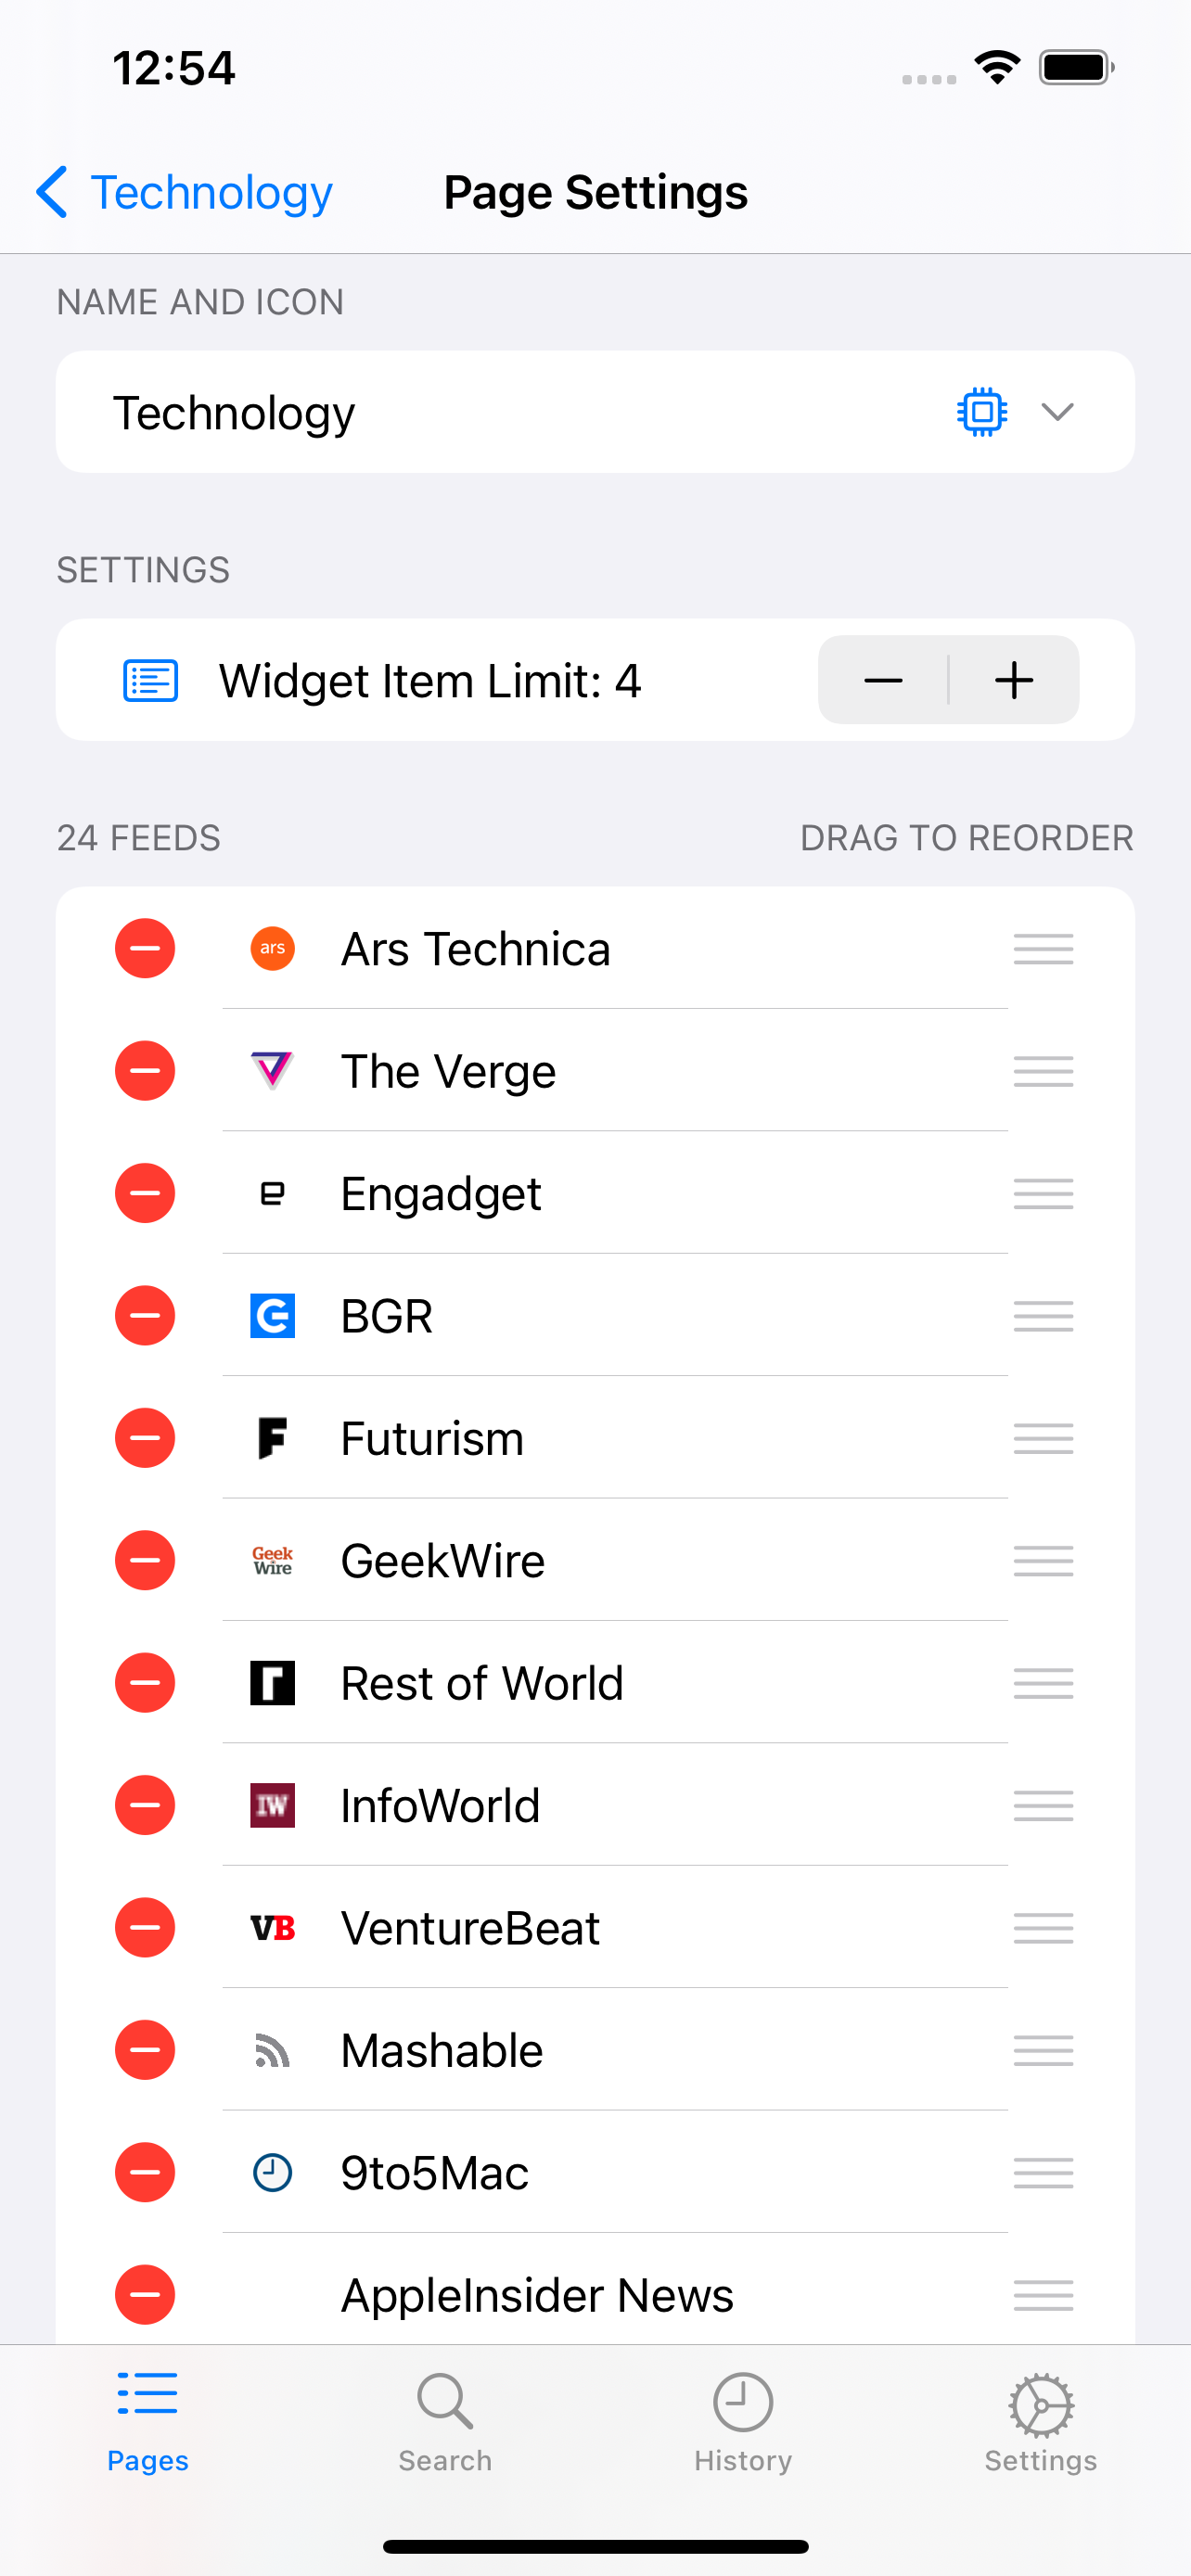 12:54
Technology
Page Settings
NAME AND ICON
Technology
SETTINGS
Widget Item Limit: 4
24 FEEDS
DRAG TO REORDER
ars
Ars Technica
The Verge
Engadget
BGR
Futurism
Geek
Wire
GeekWire
Rest of World
IW
InfoWorld
VB
VentureBeat
Mashable
9to5Mac
AppleInsider News
Pages
Search
History
Settings